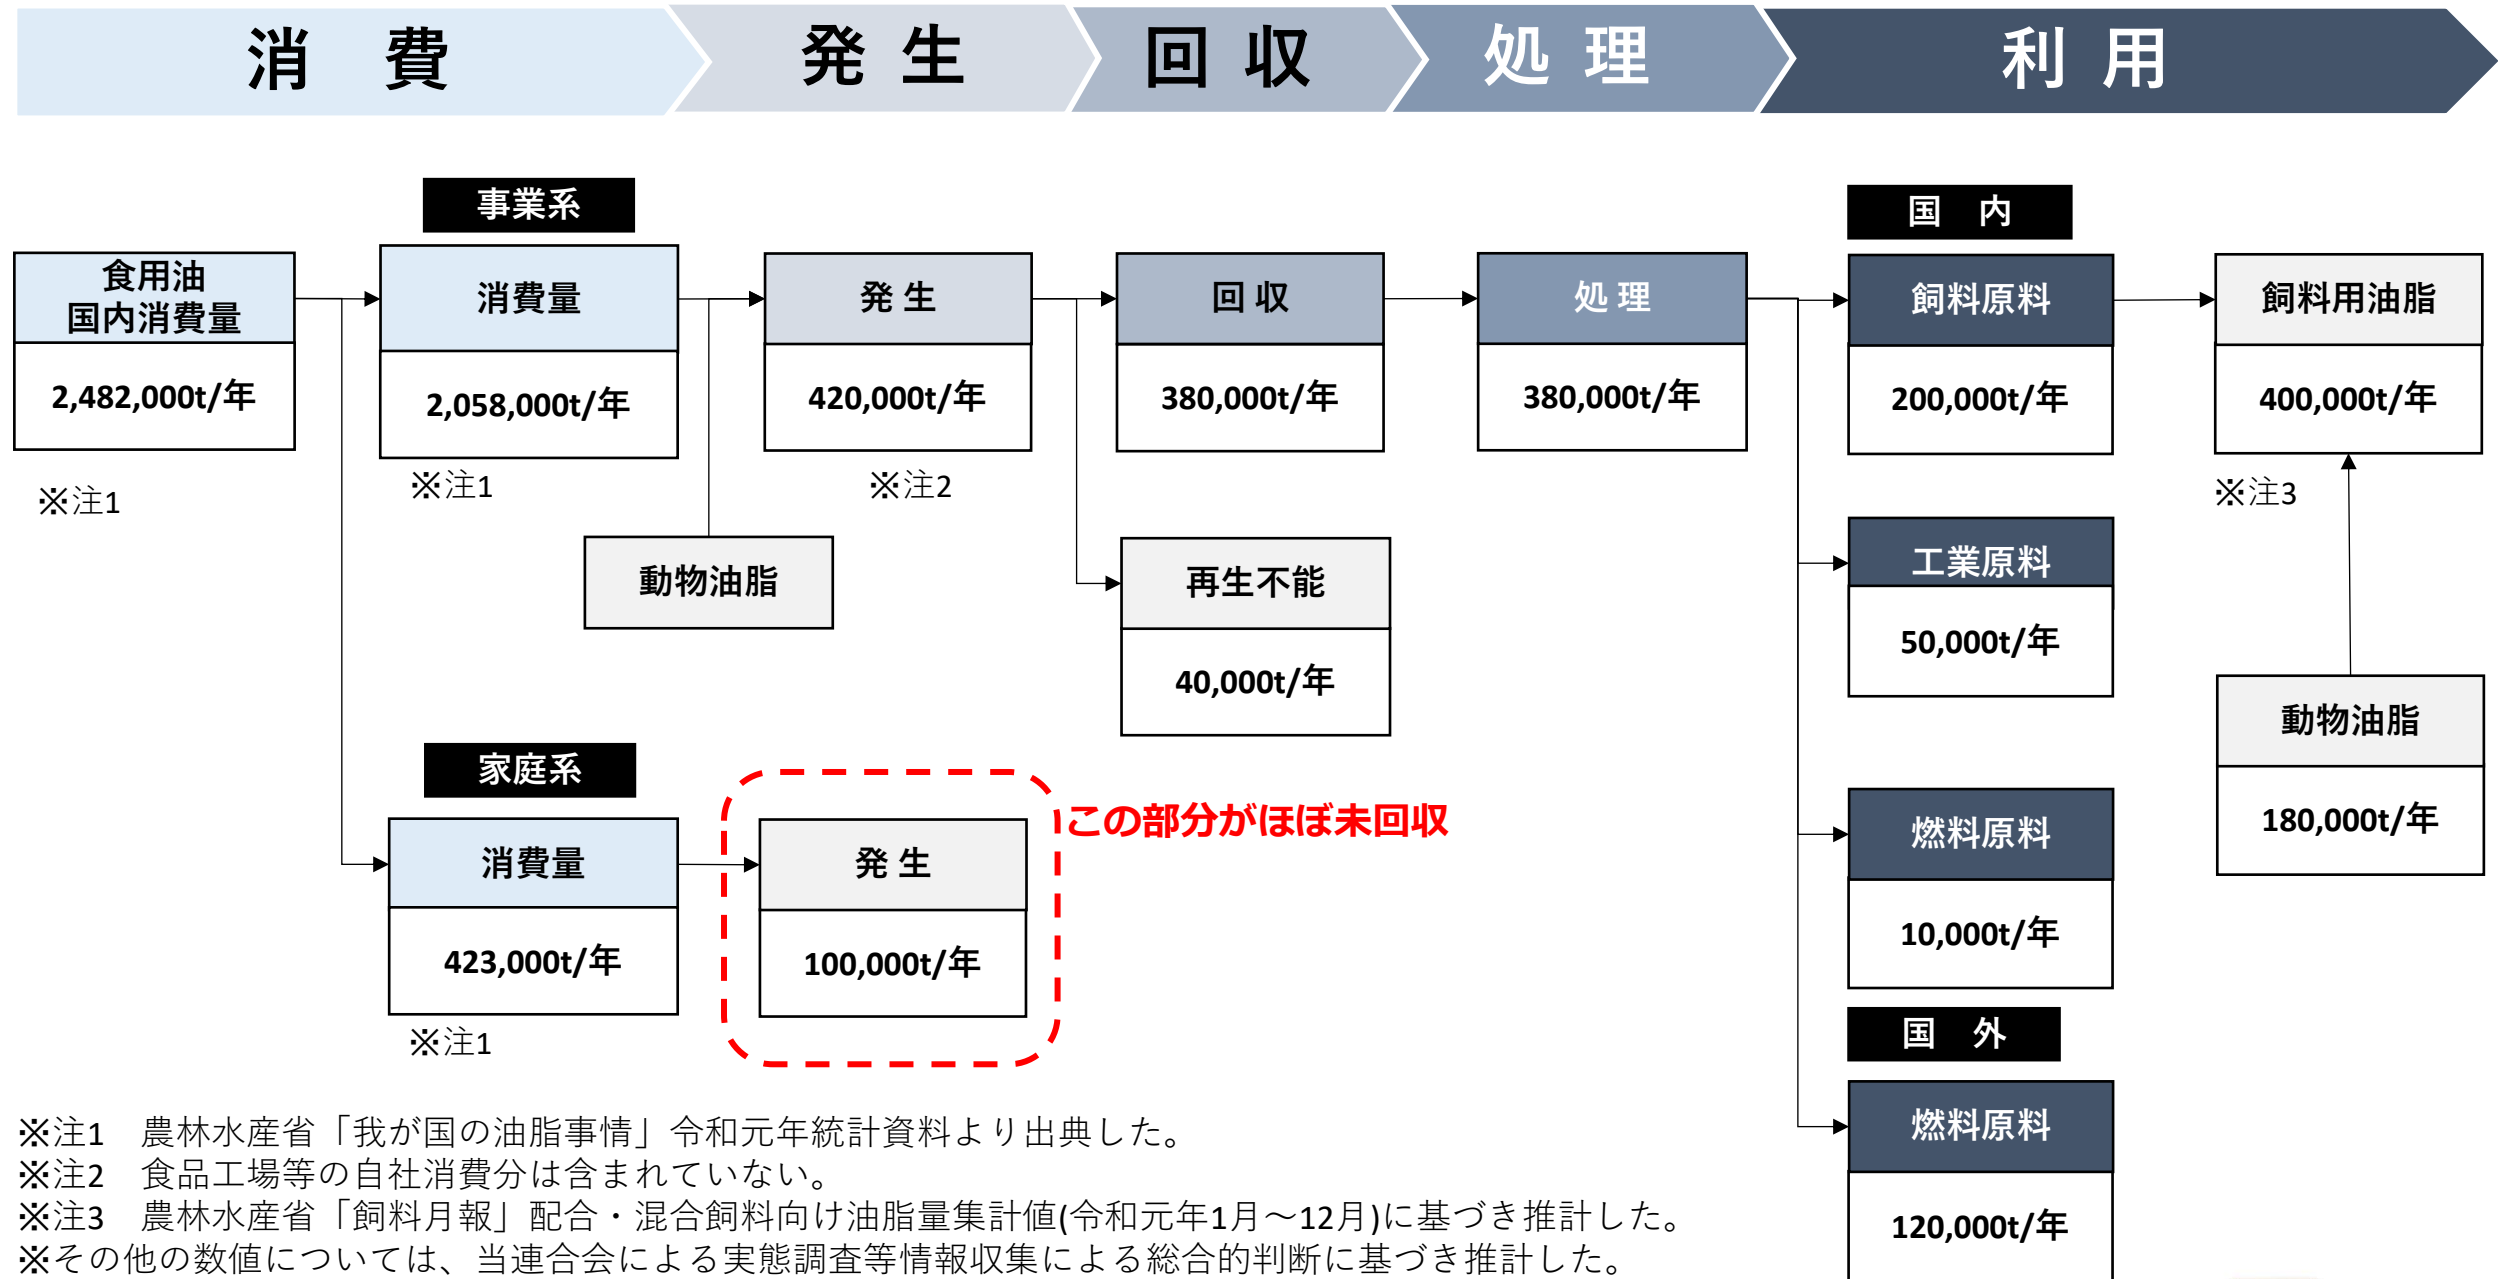 消 費
発 生
回 収
処 理
利 用
事業系
国 内
食用油
国内消費量
2,482,000t/年
※注1
消費量
2,058,000t/年
※注1
発 生
420,000t/年
※注2
回 収
380,000t/年
処 理
380,000t/年
飼料原料
200,000t/年
飼料用油脂
400,000t/年
※注3
動物油脂
再生不能
40,000t/年
工業原料
50,000t/年
動物油脂
180,000t/年
家庭系
消費量
423,000t/年
※注1
発 生
100,000t/年
この部分がほぼ未回収
燃料原料
10,000t/年
国 外
燃料原料
120,000t/年
※注1 農林水産省「我が国の油脂事情」令和元年統計資料より出典した。
※注2 食品工場等の自社消費分は含まれていない。
※注3 農林水産省「飼料月報」配合・混合飼料向け油脂量集計値(令和元年1月～12月)に基づき推計した。
※その他の数値については、当連合会による実態調査等情報収集による総合的判断に基づき推計した。